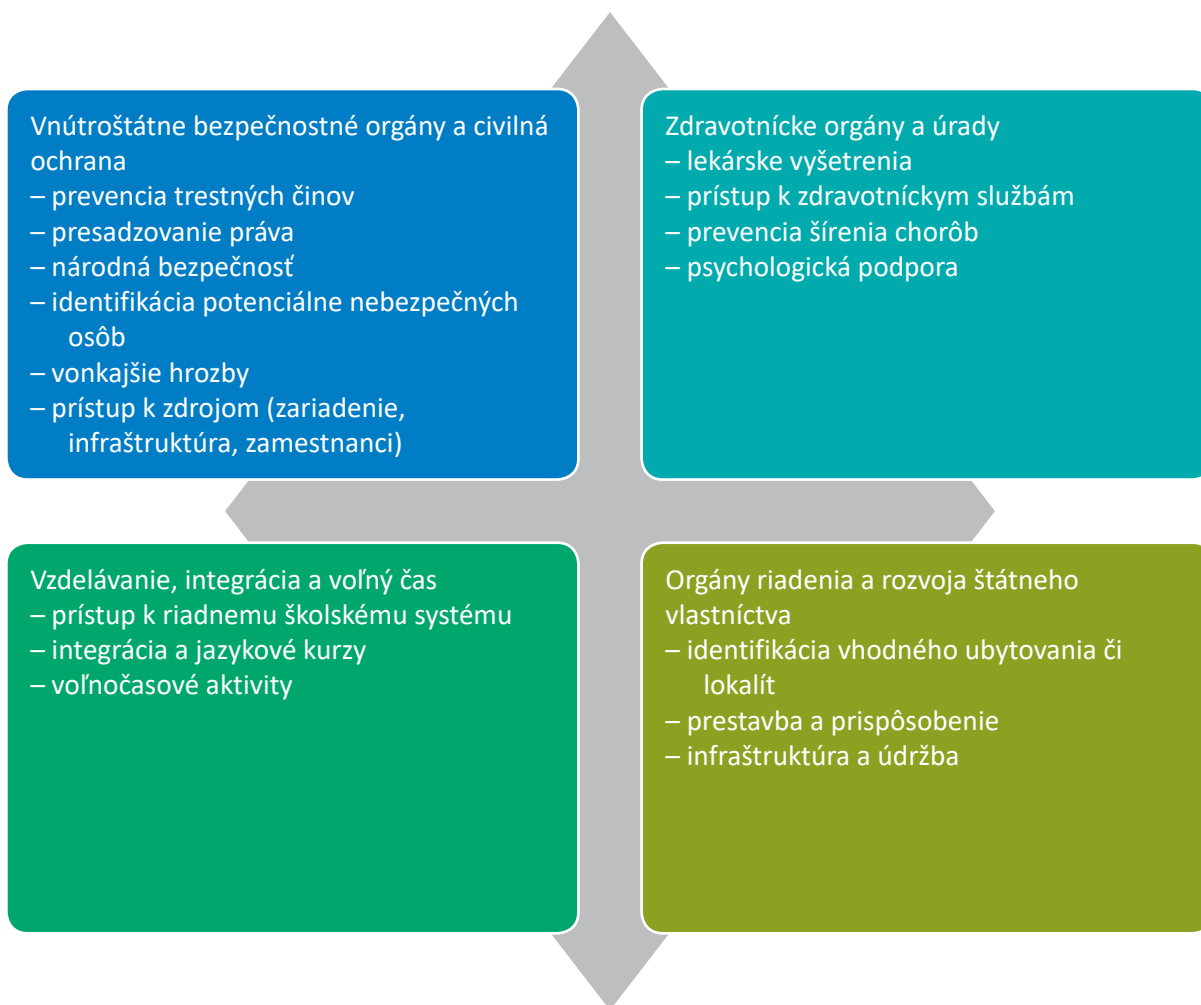 Vnútroštátne bezpečnostné orgány a civilná
ochrana
– prevencia trestných činov
– presadzovanie práva
– národná bezpečnosť
– identifikácia potenciálne nebezpečných
osôb
– vonkajšie hrozby
– prístup k zdrojom (zariadenie,
infraštruktúra, zamestnanci)
Zdravotnícke orgány a úrady
– lekárske vyšetrenia
– prístup k zdravotníckym službám
– prevencia šírenia chorôb
– psychologická podpora
Vzdelávanie, integrácia a voľný čas
– prístup k riadnemu školskému systému
– integrácia a jazykové kurzy
– voľnočasové aktivity
Orgány riadenia a rozvoja štátneho
vlastníctva
– identifikácia vhodného ubytovania či
lokalít
– prestavba a prispôsobenie
– infraštruktúra a údržba